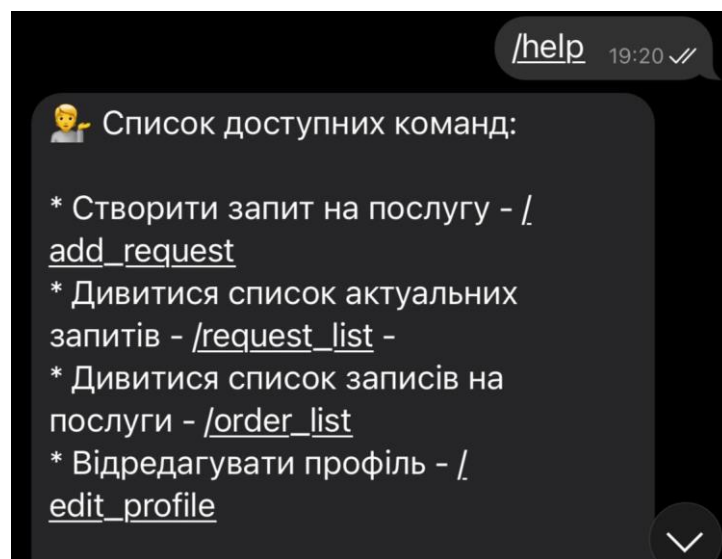 /help 19:20
Список доступних команд:
* Створити запит на послугу - /
add_request
* Дивитися список актуальних
запитів - /request_list -
* Дивитися список записів на
послуги - /order_list
* Відредагувати профіль - /
edit_profile